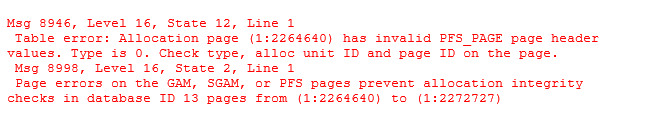 Msg 8946, Level 16, State 12, Line 1
Table error: Allocation page (1:2264640) has invalid PFS_PAGE page header
values. Type is 0. Check type, alloc unit ID and page ID on the page.
Msg 8998, Level 16, State 2, Line 1
Page errors on the GAM, SGAM, or PFS pages prevent allocation integrity
checks in database ID 13 pages from (1:2264640) to (1:2272727)